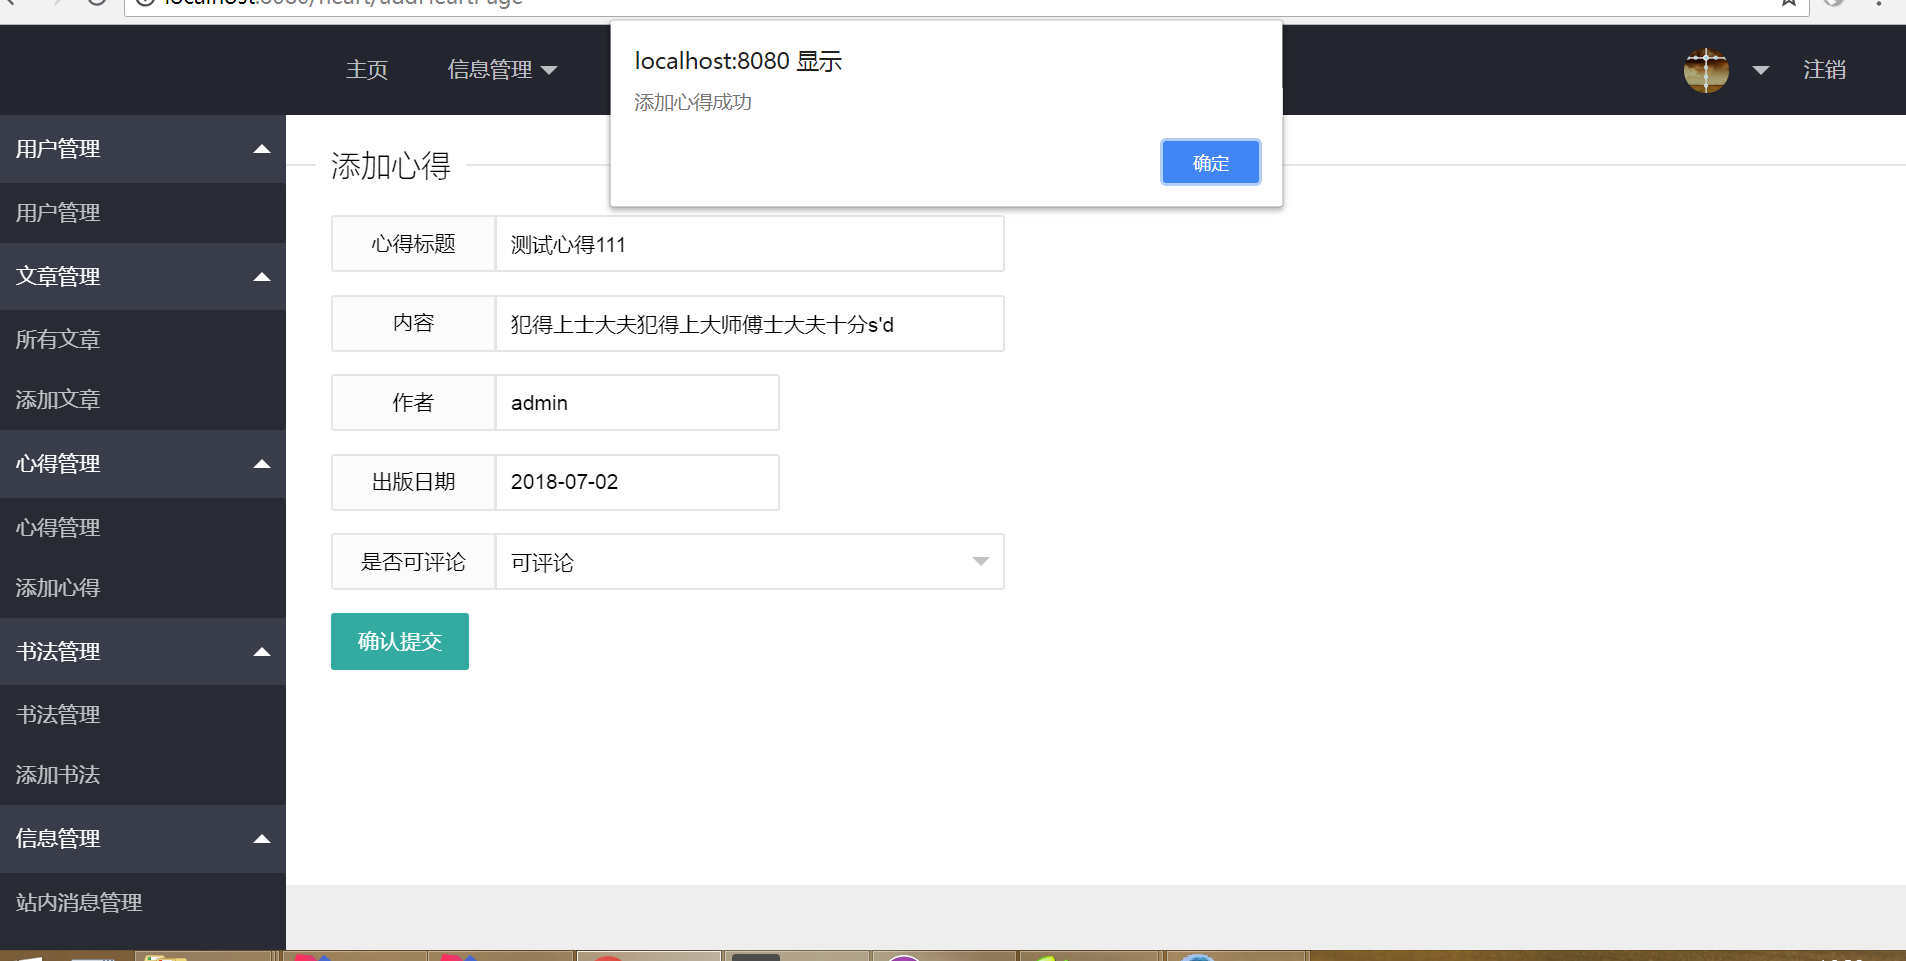 localhost:8080/heart/addHeartPage
localhost:8080 显示
添加心得成功
确定
主页
信息管理
注销
用户管理
用户管理
文章管理
所有文章
添加文章
心得管理
心得管理
添加心得
书法管理
书法管理
添加书法
信息管理
站内消息管理
添加心得
心得标题 测试心得111
内容 犯得上士大夫犯得上大师傅士大夫十分s'd
作者 admin
出版日期 2018-07-02
是否可评论 可评论
确认提交